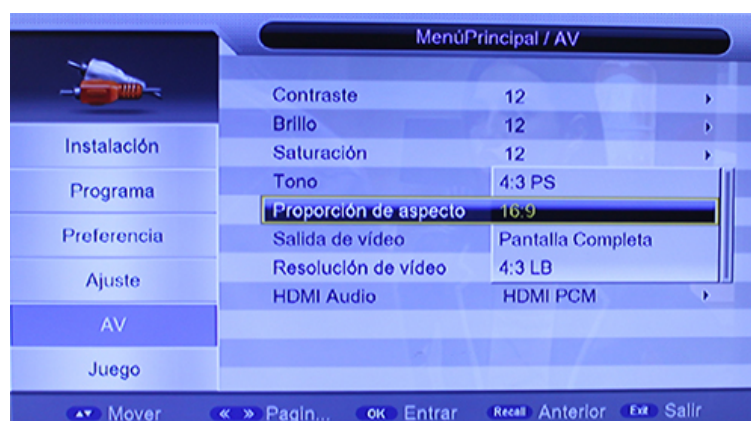 MenúPrincipal / AV
Instalación
Programa
Preferencia
Ajuste
AV
Juego
Contraste 12
Brillo 12
Saturación 12
Tono
Proporción de aspecto
Salida de vídeo
Resolución de vídeo
HDMI Audio HDMI PCM
4:3 PS
16:9
Pantalla Completa
4:3 LB
Mover
Pagin...
OK Entrar
Recall Anterior
Exit Salir